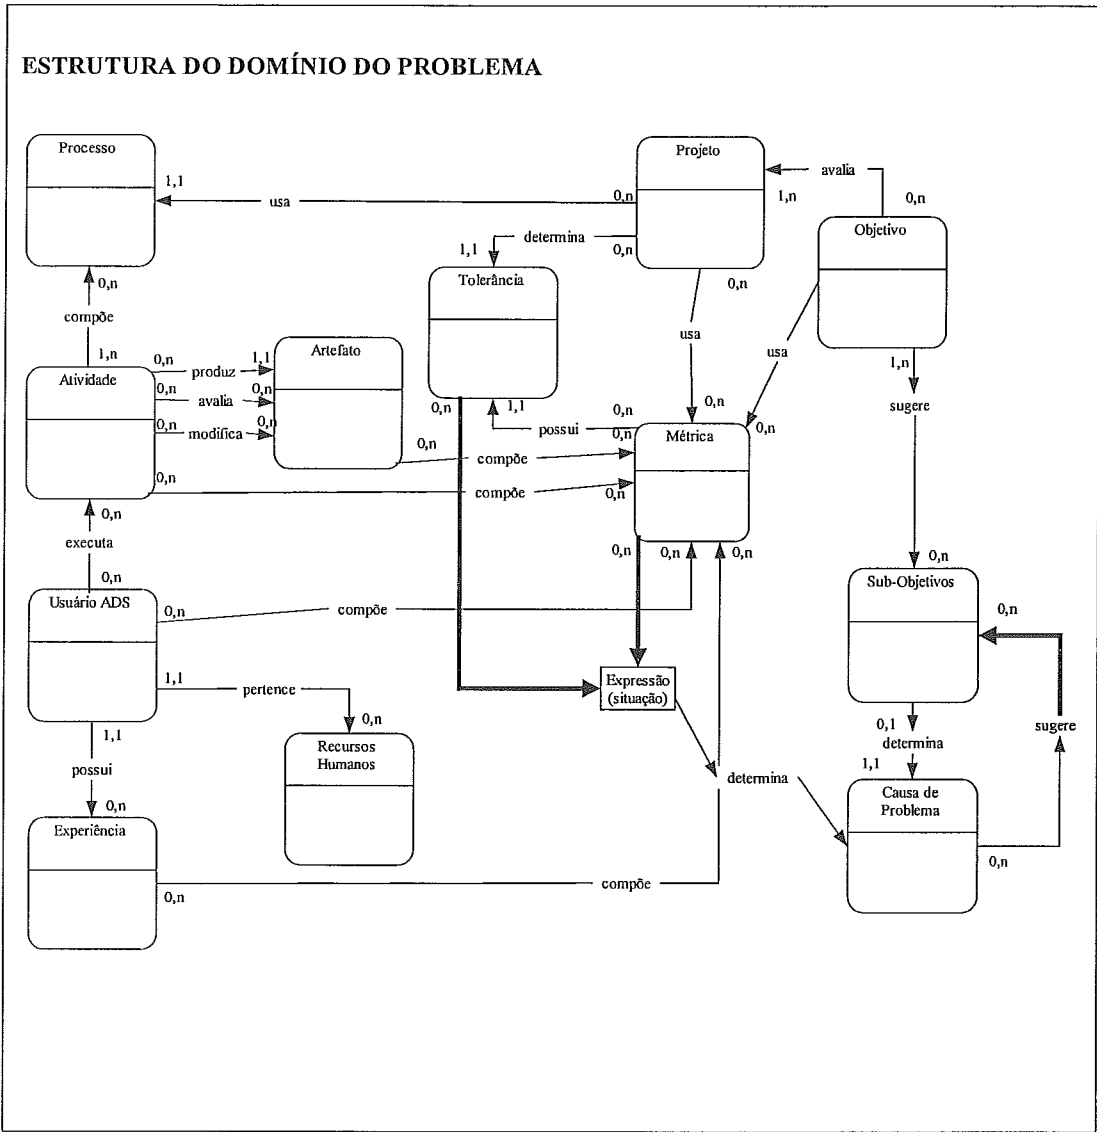 ESTRUTURA DO DOMÍNIO DO PROBLEMA
Processo
Projeto
avalia
1,1
0,n
1,n
0,n
usa
Objetivo
determina
1,1
0,n
Tolerância
0,n
0,n
compõe
usa
usa
1,n
0,n
1,1
Artefato
1,n
Atividade
produz
0,n
0,n
avalia
sugere
0,n
1,1
0,n
0,n
0,n
possui
0,n
0,n
modifica
0,n
Métrica
0,n
0,n
compõe
0,n
compõe
0,n
0,n
executa
0,n
0,n
0,n
0,n
0,n
Usuário ADS
Sub-Objetivos
0,n
compõe
0,n
1,1
Expressão
(situação)
pertence
0,n
0,1
sugere
1,1
determina
Recursos
Humanos
possui
1,1
determina
Causa de
Problema
0,n
Experiência
0,n
compõe
0,n